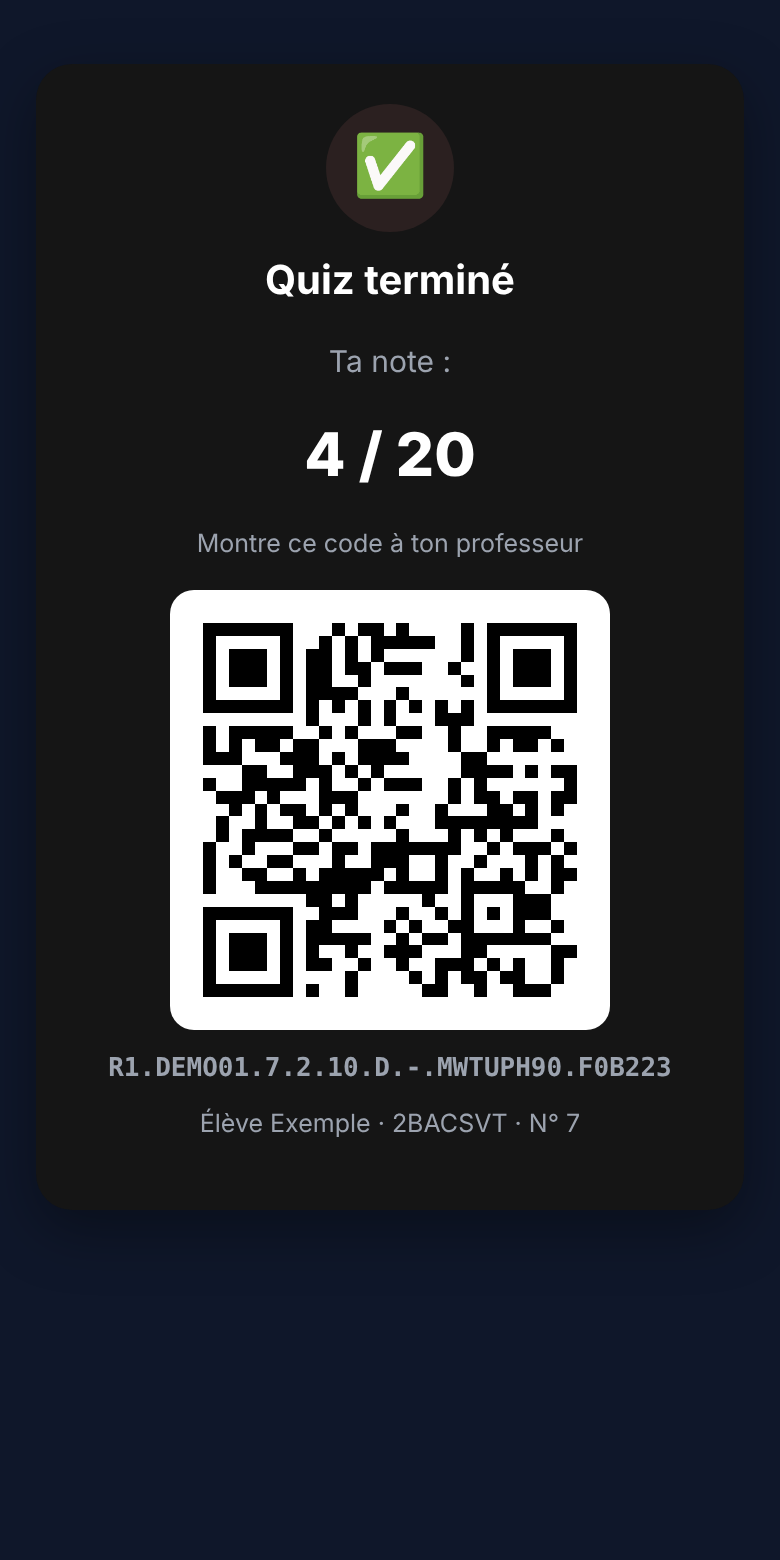 Quiz terminé
Ta note :
4 / 20
Montre ce code à ton professeur
R1.DEMO01.7.2.10.D.-.MWTUPH90.F0B223
Élève Exemple · 2BACSVT · N° 7